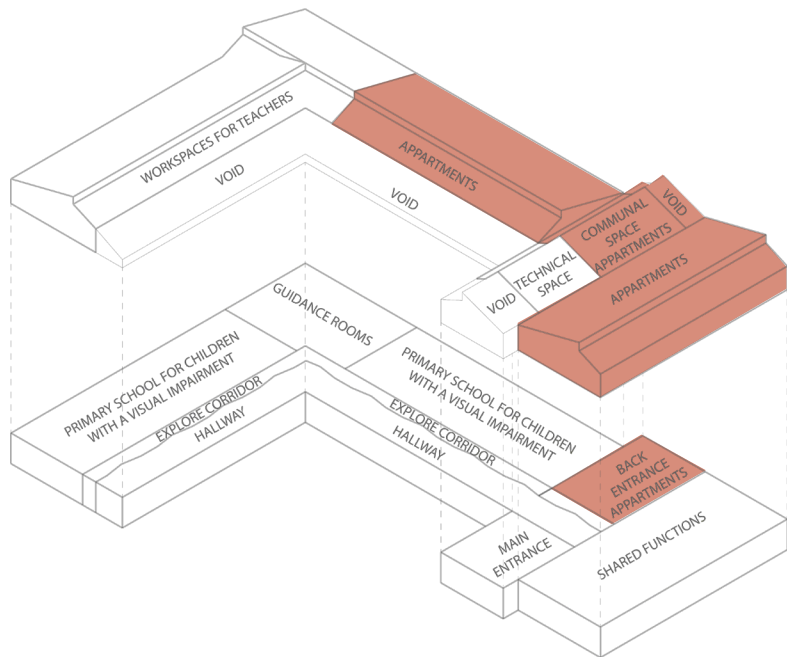 WORKSPACES FOR TEACHERS
VOID
APPARTMENTS
VOID
VOID
COMMUNAL
SPACE
APPARTMENTS
TECHNICAL
SPACE
VOID
APPARTMENTS
GUIDANCE ROOMS
PRIMARY SCHOOL FOR CHILDREN
WITH A VISUAL IMPAIRMENT
EXPLORE CORRIDOR
HALLWAY
PRIMARY SCHOOL FOR CHILDREN
WITH A VISUAL IMPAIRMENT
EXPLORE CORRIDOR
HALLWAY
BACK
ENTRANCE
APPARTMENTS
MAIN
ENTRANCE
SHARED FUNCTIONS